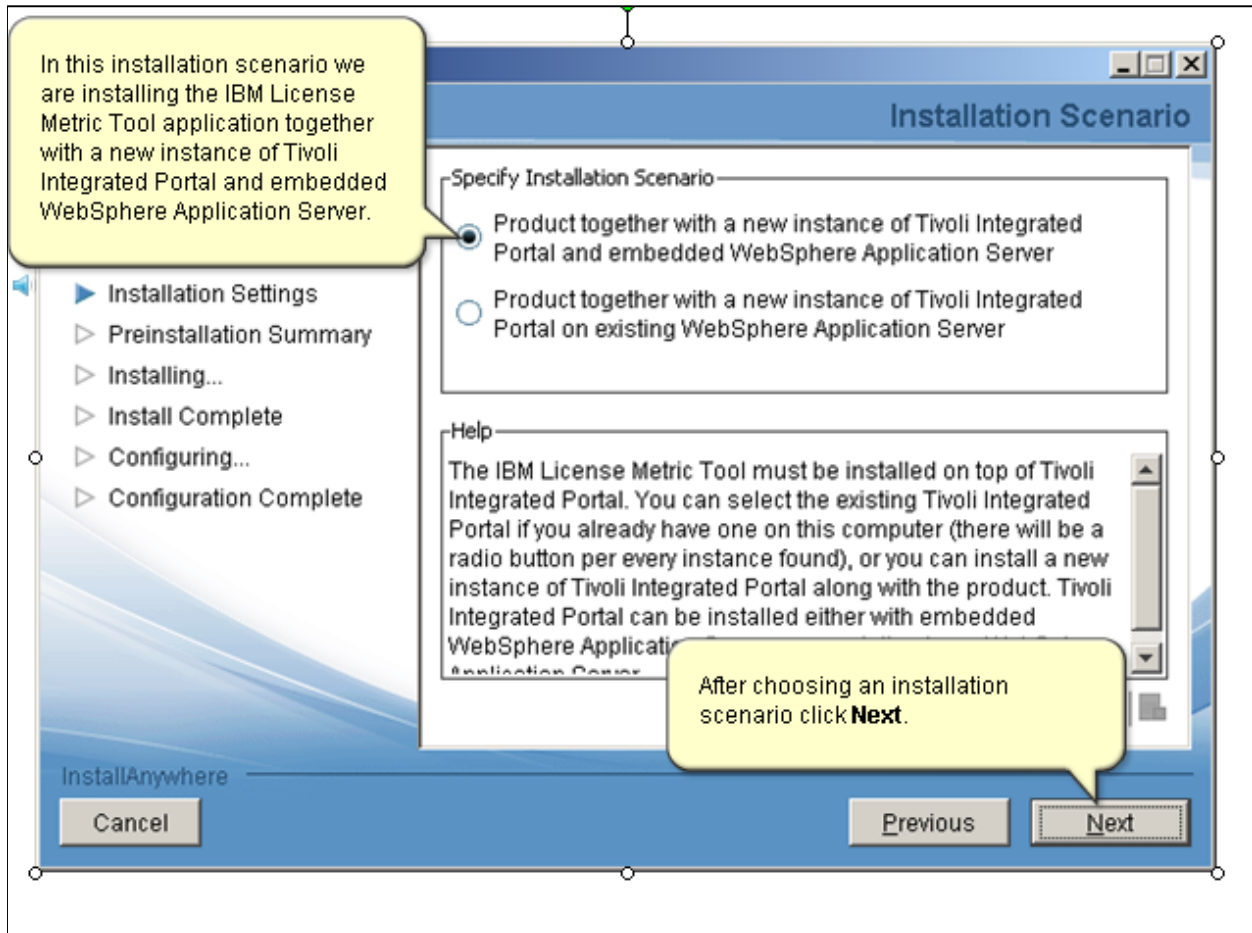 In this installation scenario we
are installing the IBM License
Metric Tool application together
with a new instance of Tivoli
Integrated Portal and embedded
WebSphere Application Server.
Installation Scenario
Specify Installation Scenario
Product together with a new instance of Tivoli Integrated
Portal and embedded WebSphere Application Server
Product together with a new instance of Tivoli Integrated
Portal on existing WebSphere Application Server
Installation Settings
Preinstallation Summary
Installing...
Install Complete
Configuring...
Configuration Complete
Help
The IBM License Metric Tool must be installed on top of Tivoli
Integrated Portal. You can select the existing Tivoli Integrated
Portal if you already have one on this computer (there will be a
radio button per every instance found), or you can install a new
instance of Tivoli Integrated Portal along with the product. Tivoli
Integrated Portal can be installed either with embedded
WebSphere
After choosing an installation
scenario click Next.
InstallAnywhere
Cancel
Previous
Next